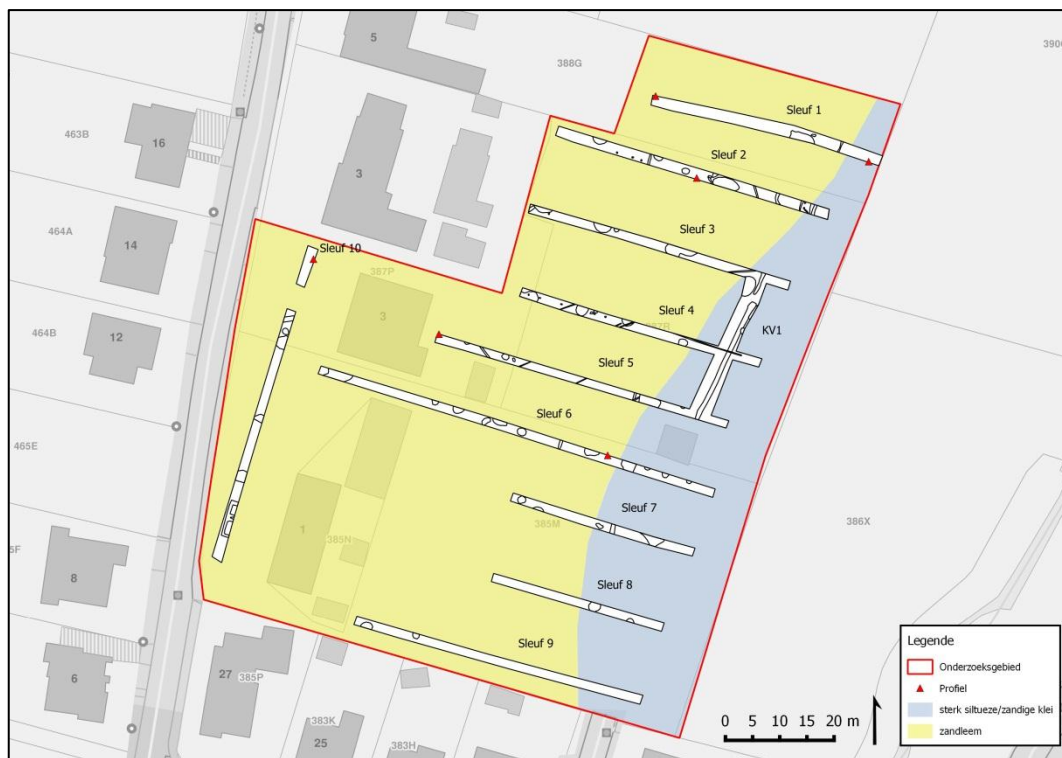 5
388G
390
463B
16
Sleuf 1
3
Sleuf 2
464A
14
Sleuf 3
Sleuf 10
387P
3
Sleuf 4
KV1
464B
12
Sleuf 5
Sleuf 6
465E
Sleuf 7
385M
386X
1
385N
5F
8
Sleuf 8
Sleuf 9
6
27
385P
383K
25
383H
0 5 10 15 20 m
Legende
Onderzoeksgebied
Profiel
sterk siltueze/zandige klei
zandleem